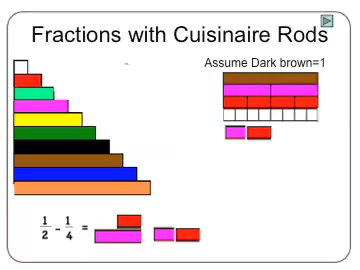 Fractions with Cuisinaire Rods
Assume Dark brown=1
1/2 - 1/4 =